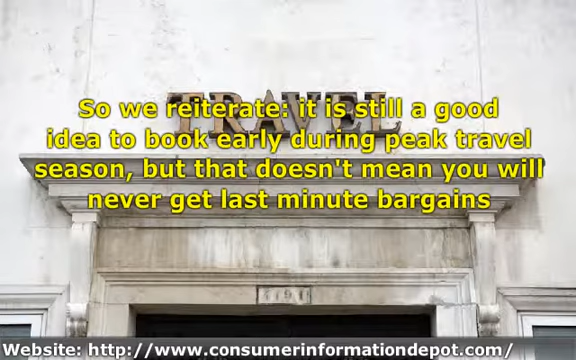 TRAVEL
So we reiterate: it is still a good
idea to book early during peak travel
season, but that doesn't mean you will
never get last minute bargains
Website: http://www.consumerinformationdepot.com/